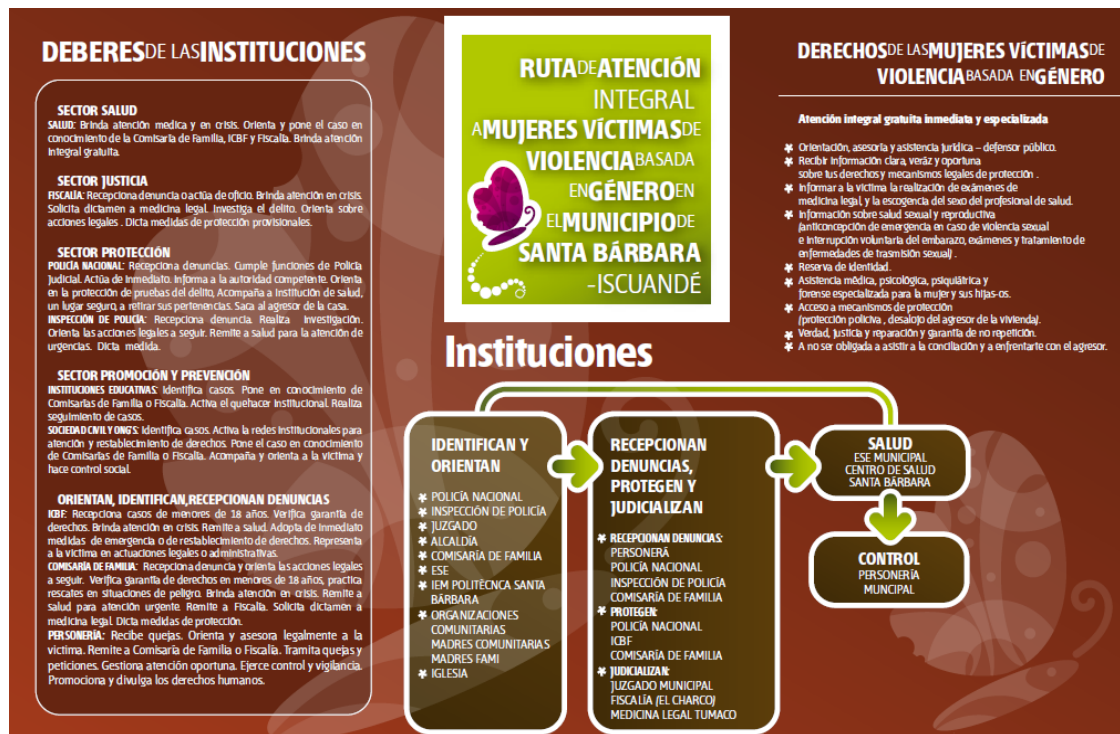 DEBERES DE LAS INSTITUCIONES
SECTOR SALUD
SALUD: Brinda atención medica y en crisis. Orienta y pone el caso en
conocimiento de la Comisaría de Familia, ICBF y Fiscalía. Brinda atención
integral gratuita.
SECTOR JUSTICIA
FISCALÍA: Recepciona denuncia o actúa de oficio. Brinda atención en crisis.
Solicita dictamen a medicina legal. Investiga el delito. Orienta sobre
acciones legales . Dicta medidas de protección provisionales.
SECTOR PROTECCIÓN
POLICÍA NACIONAL: Recepciona denuncias. Cumple funciones de Policía
Judicial. Actúa de inmediato. Informa a la autoridad competente. Orienta
en la protección de pruebas del delito, Acompaña a institución de salud,
un lugar seguro, a retirar sus pertenencias. Saca al agresor de la casa.
INSPECCIÓN DE POLICÍA: Recepciona denuncia. Realiza Investigación.
Orienta las acciones legales a seguir. Remite a salud para la atención de
urgencias. Dicta medida.
SECTOR PROMOCIÓN Y PREVENCIÓN
INSTITUCIONES EDUCATIVAS: Identifica casos. Pone en conocimiento de
Comisarías de Familia o Fiscalía. Activa el quehacer institucional. Realiza
seguimiento de casos.
SOCIEDAD CIVIL Y ONG'S: Identifica casos. Activa la redes institucionales para
atención y restablecimiento de derechos. Pone el caso en conocimiento
de Comisarías de Familia o Fiscalía. Acompaña y orienta a la víctima y
hace control social.
ORIENTAN, IDENTIFICAN,RECEPCIONAN DENUNCIAS
ICBF: Recepciona casos de menores de 18 años. Verifica garantía de
derechos. Brinda atención en crisis. Remite a salud. Adopta de inmediato
medidas de emergencia o de restablecimiento de derechos. Representa
a la víctima en actuaciones legales o administrativas.
COMISARÍA DE FAMILIA: Recepciona denuncia y orienta las acciones legales
a seguir. Verifica garantía de derechos en menores de 18 años, practica
rescates en situaciones de peligro. Brinda atención en crisis. Remite a
salud para atención urgente. Remite a Fiscalía. Solicita dictamen a
medicina legal. Dicta medidas de protección.
PERSONERÍA: Recibe quejas. Orienta y asesora legalmente a la
victima. Remite a Comisaría de Familia o Fiscalía. Tramita quejas y
peticiones. Gestiona atención oportuna. Ejerce control y vigilancia.
Promociona y divulga los derechos humanos.
RUTA DE ATENCIÓN
INTEGRAL
A MUJERES VÍCTIMAS DE
VIOLENCIA BASADA
EN GÉNERO EN
EL MUNICIPIO DE
SANTA BÁRBARA
-ISCUANDÉ
Instituciones
IDENTIFICAN Y
ORIENTAN
POLICÍA NACIONAL
INSPECCIÓN DE POLICÍA
JUZGADO
ALCALDÍA
COMISARÍA DE FAMILIA
ESE
IEM POLITÉCNICA SANTA
BÁRBARA
ORGANIZACIONES
COMUNITARIAS
MADRES COMUNITARIAS
MADRES FAMI
IGLESIA
RECEPCIONAN
DENUNCIAS,
PROTEGEN Y
JUDICIALIZAN
RECEPCIONAN DENUNCIAS:
PERSONERÁ
POLICÍA NACIONAL
INSPECCIÓN DE POLICÍA
COMISARÍA DE FAMILIA
PROTEGEN:
POLICÍA NACIONAL
ICBF
COMISARÍA DE FAMILIA
JUDICIALIZAN:
JUZGADO MUNICIPAL
FISCALÍA (EL CHARCO)
MEDICINA LEGAL TUMACO
SALUD
ESE MUNICIPAL
CENTRO DE SALUD
SANTA BÁRBARA
CONTROL
PERSONERÍA
MUNCIPAL
DERECHOS DE LAS MUJERES VÍCTIMAS DE
VIOLENCIA BASADA EN GÉNERO
Atención integral gratuita inmediata y especializada
Orientación, asesoría y asistencia jurídica – defensor público.
Recibir información clara, veráz y oportuna
sobre tus derechos y mecanismos legales de protección .
Informar a la victima la realización de exámenes de
medicina legal, y la escogencia del sexo del profesional de salud.
Información sobre salud sexual y reproductiva
(anticoncepción de emergencia en caso de violencia sexual
e interrupción voluntaria del embarazo, exámenes y tratamiento de
enfermedades de trasmisión sexual) .
Reserva de identidad.
Asistencia médica, psicológica, psiquiátrica y
forense especializada para la mujer y sus hijas-os.
Acceso a mecanismos de protección
(protección policiva , desalojo del agresor de la vivienda).
Verdad, justicia y reparación y garantía de no repetición.
A no ser obligada a asistir a la conciliación y a enfrentarte con el agresor.